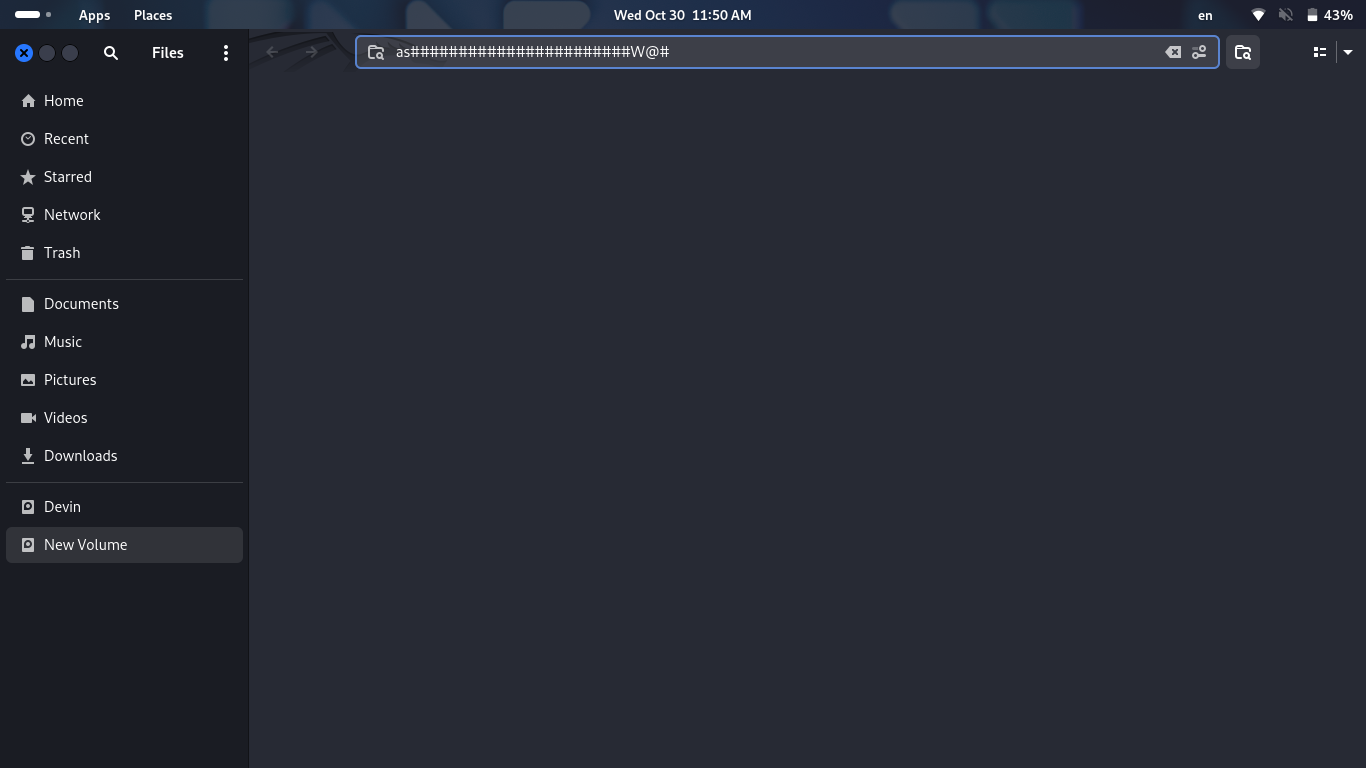 Apps Places Wed Oct 30 11:50 AM en 43%
Files as#######################W@#
Home
Recent
Starred
Network
Trash
Documents
Music
Pictures
Videos
Downloads
Devin
New Volume